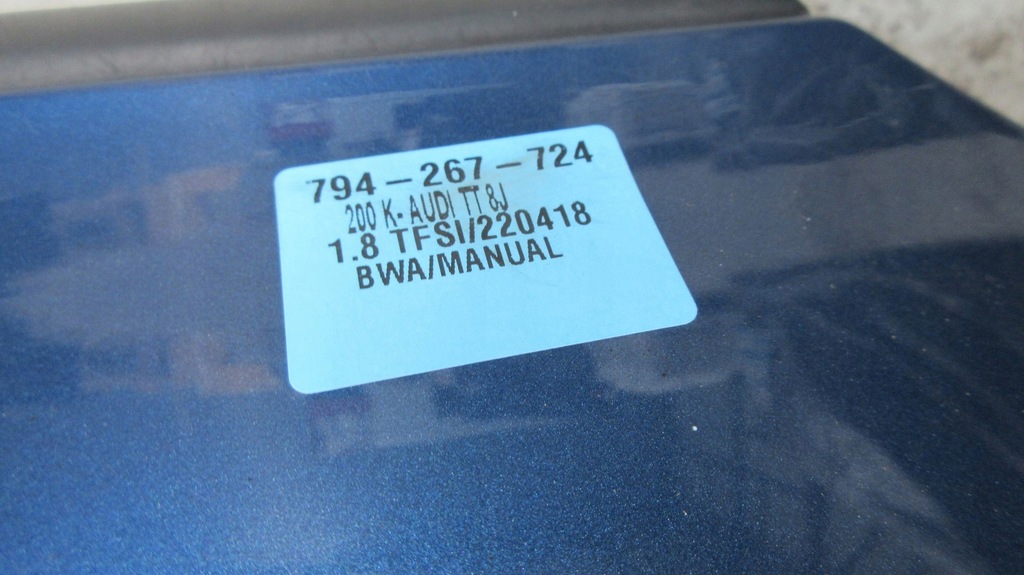 794-267-724
200 K- AUDI TT 8J
1.8 TFSI/220418
BWA/MANUAL